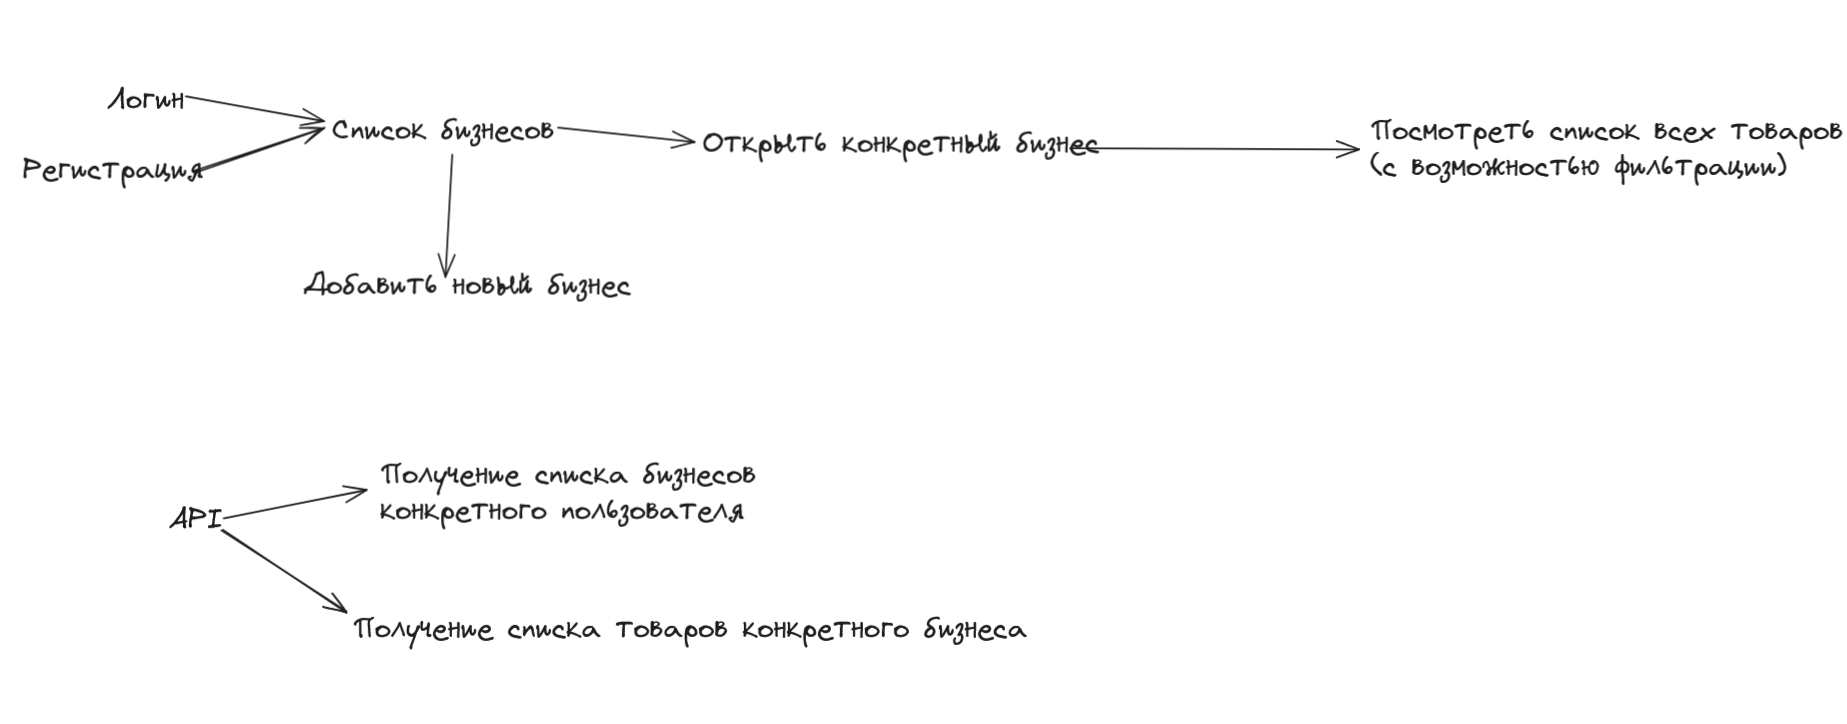 Логин
Регистрация
Список бизнесов
Открыть конкретный бизнес
Посмотреть список всех товаров
(с возможностью фильтрации)
Добавить новый бизнес
API
Получение списка бизнесов
конкретного пользователя
Получение списка товаров конкретного бизнеса